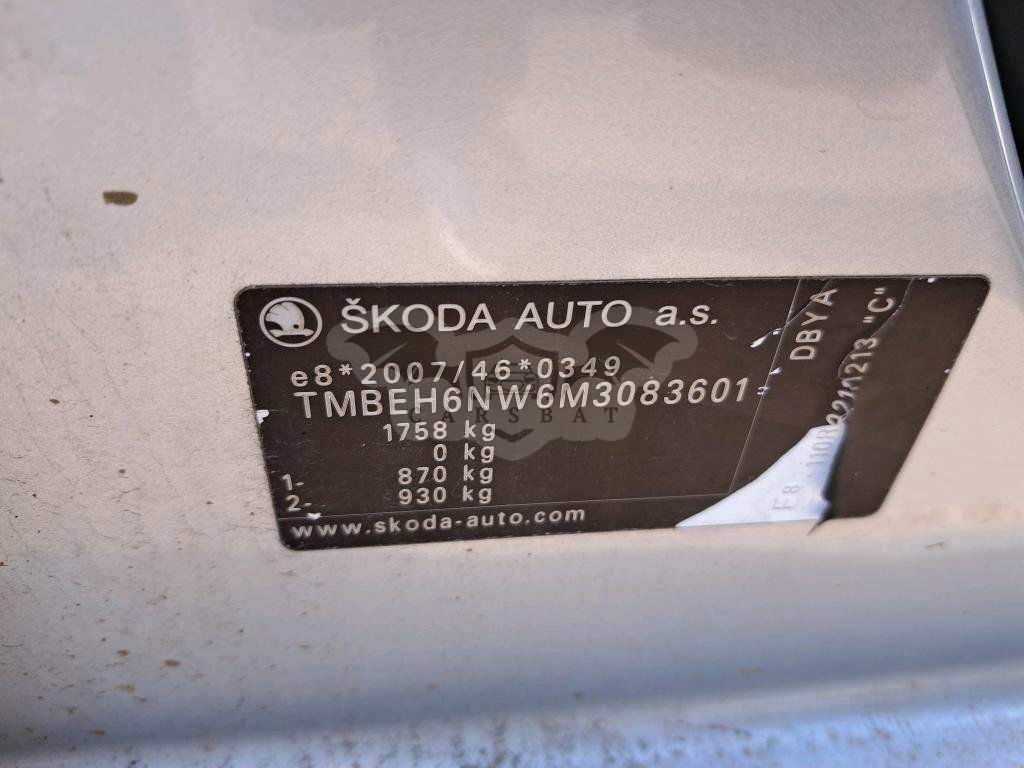 ŠKODA AUTO a.s.
e8*2007/46*0349
TMBEH6NW6M3083601
1758 kg
0 kg
1- 870 kg
2- 930 kg
www.skoda-auto.com
DBYA
"C"
CARSBAT